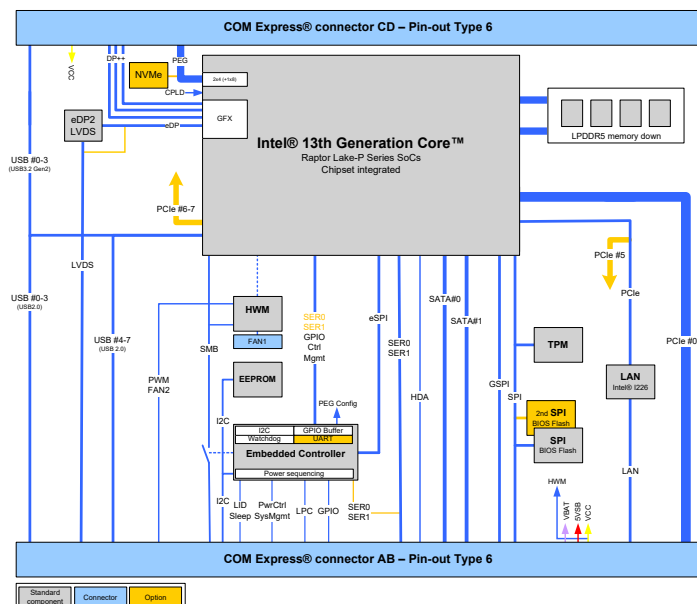 COM Express® connector CD – Pin-out Type 6
VCC
DP++
NVMe
PEG
2x4 (+1x8)
CPLD
GFX
eDP
eDP2
LVDS
Intel® 13th Generation Core™
Raptor Lake-P Series SoCs
Chipset integrated
LPDDR5 memory down
USB #0-3
(USB3.2 Gen2)
PCIe #6-7
LVDS
PCIe #5
PCIe
USB #0-3
(USB2.0)
USB #4-7
(USB 2.0)
SMB
HWM
FAN1
SER0
SER1
GPIO
Ctrl
Mgmt
eSPI
SER0
SER1
HDA
SATA#0
SATA#1
GSPI
SPI
TPM
PCIe #0
LAN
Intel® I226
PWM
FAN2
EEPROM
I2C
PEG Config
2nd SPI
BIOS Flash
SPI
BIOS Flash
I2C
GPIO Buffer
Watchdog
UART
Embedded Controller
Power sequencing
LAN
I2C
LID
Sleep
PwrCtrl
SysMgmt
LPC
GPIO
SER0
SER1
HWM
VBAT
5VSB
VCC
COM Express® connector AB – Pin-out Type 6
Standard
component
Connector
Option